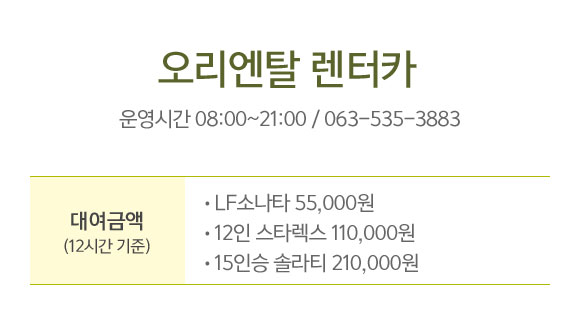 오리엔탈 렌터카
운영시간 08:00~21:00 / 063-535-3883
대여금액
(12시간 기준)
• LF소나타 55,000원
• 12인 스타렉스 110,000원
• 15인승 솔라티 210,000원